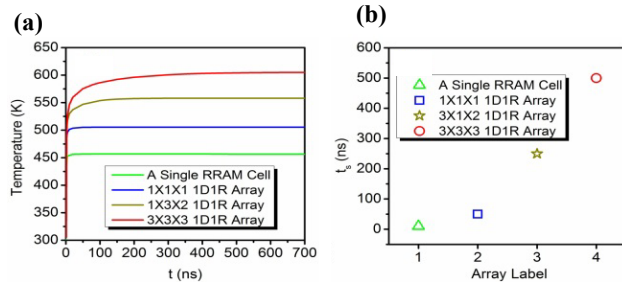 (a)
650
600
550
500
450
400
350
300
Temperature (K)
A Single RRAM Cell
1X1X1 1D1R Array
1X3X2 1D1R Array
3X3X3 1D1R Array
0 100 200 300 400 500 600 700
t (ns)
(b)
600
500
400
300
200
100
0
ts (ns)
A Single RRAM Cell
1X1X1 1D1R Array
3X1X2 1D1R Array
3X3X3 1D1R Array
1 2 3 4
Array Label